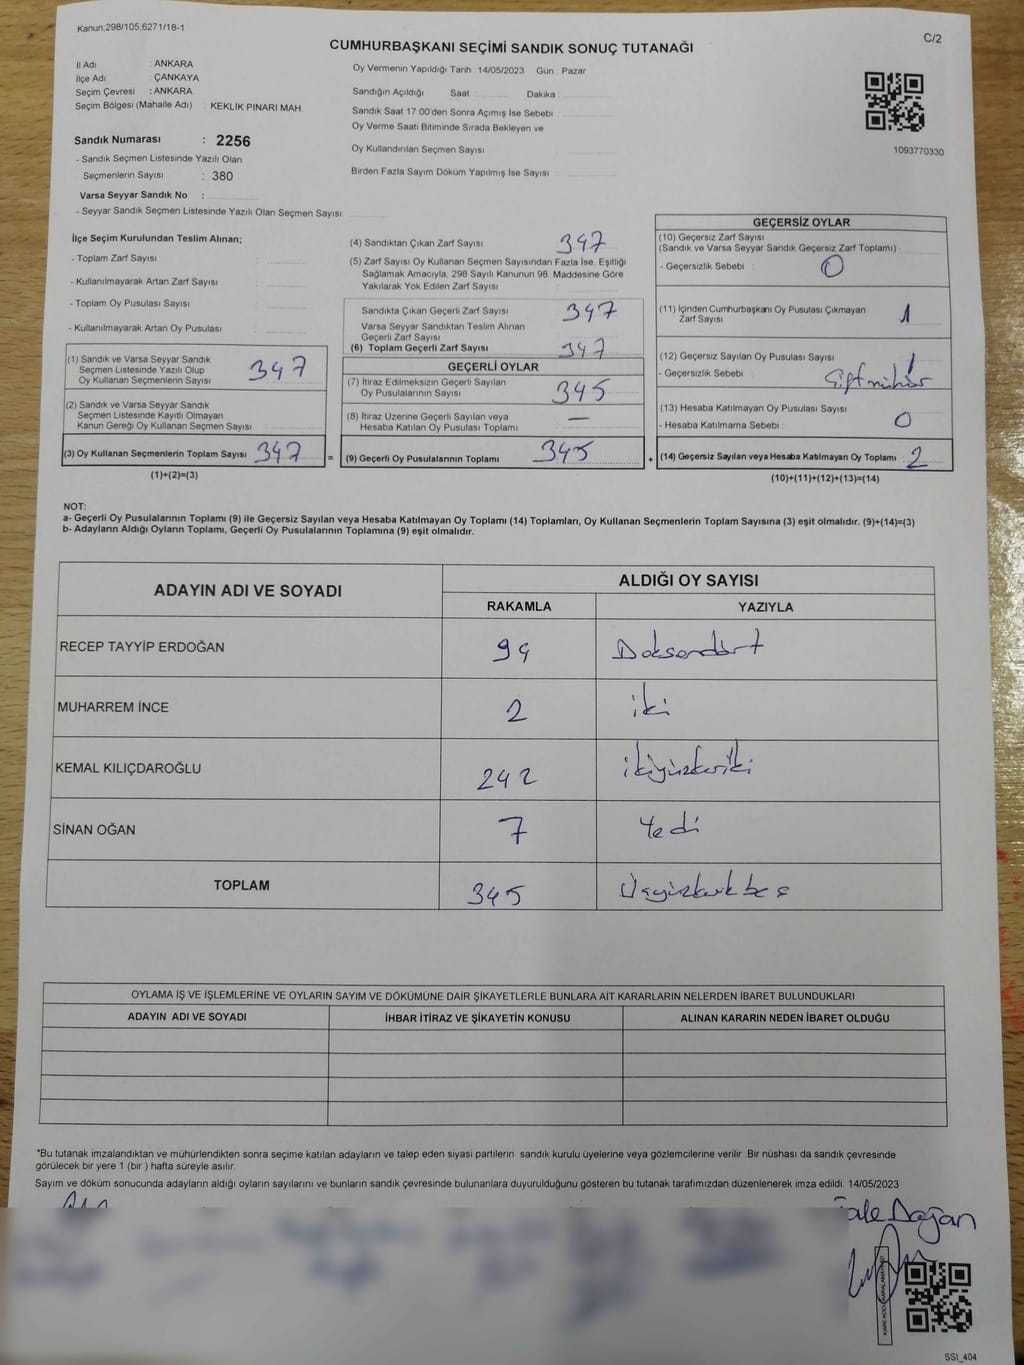 Kanun.298/105,6271/18-1
C/2
CUMHURBAŞKANI SEÇİMİ SANDIK SONUÇ TUTANAĞI
İl Adı : ANKARA
İlçe Adı : ÇANKAYA
Seçim Çevresi : ANKARA
Seçim Bölgesi (Mahalle Adı) : KEKLİK PINARI MAH.
Sandık Numarası : 2256
- Sandık Seçmen Listesinde Yazılı Olan
Seçmenlerin Sayısı : 380
Varsa Seyyar Sandık No :
- Seyyar Sandık Seçmen Listesinde Yazılı Olan Seçmen Sayısı
Oy Vermenin Yapıldığı Tarih 14/05/2023 Gün Pazar
Sandığın Açıldığı Saat Dakika
Sandık Saat 17:00'den Sonra Açımış İse Sebebi
Oy Verme Saati Bitiminde Sırada Bekleyen ve
Oy Kullandırılan Seçmen Sayısı
Birden Fazla Sayım Döküm Yapılmış İse Sayısı
1093770330
İlçe Seçim Kurulundan Teslim Alınan;
- Toplam Zarf Sayısı
- Kullanılmayarak Artan Zarf Sayısı
- Toplam Oy Pusulası Sayısı
- Kullanılmayarak Artan Oy Pusulası
(1) Sandık ve Varsa Seyyar Sandık
Seçmen Listesinde Yazılı Olup
Oy Kullanan Seçmenlerin Sayısı 347
(2) Sandık ve Varsa Seyyar Sandık
Seçmen Listesinde Kayıtlı Olmayan
Kanun Gereği Oy Kullanan Seçmen Sayısı
(3) Oy Kullanan Seçmenlerin Toplam Sayısı 347 =
(1)+(2)=(3)
(4) Sandıktan Çıkan Zarf Sayısı 347
(5) Zarf Sayısı Oy Kullanan Seçmen Sayısından Fazla İse, Eşitliği
Sağlamak Amacıyla, 298 Sayılı Kanunun 98. Maddesine Göre
Yakılarak Yok Edilen Zarf Sayısı
Sandıkta Çıkan Geçerli Zarf Sayısı 347
Varsa Seyyar Sandıktan Teslim Alınan
Geçerli Zarf Sayısı
(6) Toplam Geçerli Zarf Sayısı 347
GEÇERLİ OYLAR
(7) İtiraz Edilmeksizin Geçerli Sayılan
Oy Pusulalarının Sayısı 345
(8) İtiraz Üzerine Geçerli Sayılan veya
Hesaba Katılan Oy Pusulası Toplamı —
(9) Geçerli Oy Pusulalarının Toplamı 345 +
GEÇERSİZ OYLAR
(10) Geçersiz Zarf Sayısı
(Sandık ve Varsa Seyyar Sandık Geçersiz Zarf Toplamı) :
- Geçersizlik Sebebi : 0
(11) İçinden Cumhurbaşkanı Oy Pusulası Çıkmayan
Zarf Sayısı 1
(12) Geçersiz Sayılan Oy Pusulası Sayısı 1
- Geçersizlik Sebebi Çift mühür
(13) Hesaba Katılmayan Oy Pusulası Sayısı
- Hesaba Katılmama Sebebi 0
(14) Geçersiz Sayılan veya Hesaba Katılmayan Oy Toplamı : 2
(10)+(11)+(12)+(13)=(14)
NOT:
a- Geçerli Oy Pusulalarının Toplamı (9) ile Geçersiz Sayılan veya Hesaba Katılmayan Oy Toplamı (14) Toplamları, Oy Kullanan Seçmenlerin Toplam Sayısına (3) eşit olmalıdır. (9)+(14)=(3)
b- Adayların Aldığı Oyların Toplamı, Geçerli Oy Pusulalarının Toplamına (9) eşit olmalıdır.
ADAYIN ADI VE SOYADI
ALDIĞI OY SAYISI
RAKAMLA YAZIYLA
RECEP TAYYİP ERDOĞAN 94 Doksandört
MUHARREM İNCE 2 iki
KEMAL KILIÇDAROĞLU 242 ikiyüzkırkiki
SİNAN OĞAN 7 Yedi
TOPLAM 345 Üçyüzkırkbeş
OYLAMA İŞ VE İŞLEMLERİNE VE OYLARIN SAYIM VE DÖKÜMÜNE DAİR ŞİKAYETLERLE BUNLARA AİT KARARLARIN NELERDEN İBARET BULUNDUKLARI
ADAYIN ADI VE SOYADI İHBAR İTİRAZ VE ŞİKAYETİN KONUSU ALINAN KARARIN NEDEN İBARET OLDUĞU
*Bu tutanak imzalandıktan ve mühürlendikten sonra seçime katılan adayların ve talep eden siyasi partilerin sandık kurulu üyelerine veya gözlemcilerine verilir .Bir nüshası da sandık çevresinde
görülecek bir yere 1 (bir ) hafta süreyle asılır.
Sayım ve döküm sonucunda adayların aldığı oyların sayılarını ve bunların sandık çevresinde bulunanlara duyurulduğunu gösteren bu tutanak tarafımızdan düzenlenerek imza edildi. 14/05/2023
Jale Doğan
SSI_404